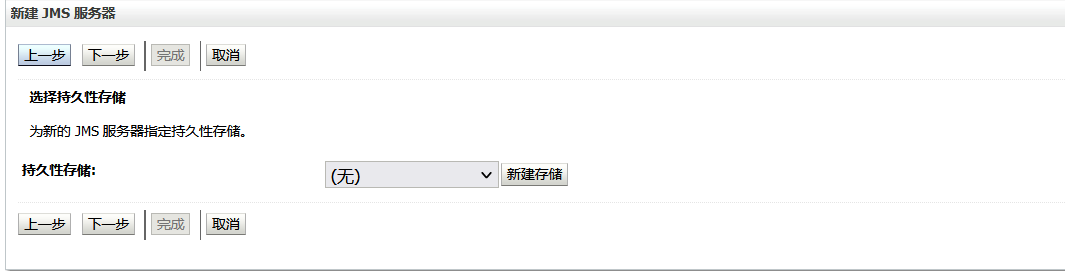 新建 JMS 服务器
上一步 下一步 完成 取消
选择持久性存储
为新的 JMS 服务器指定持久性存储。
持久性存储: (无) 新建存储
上一步 下一步 完成 取消